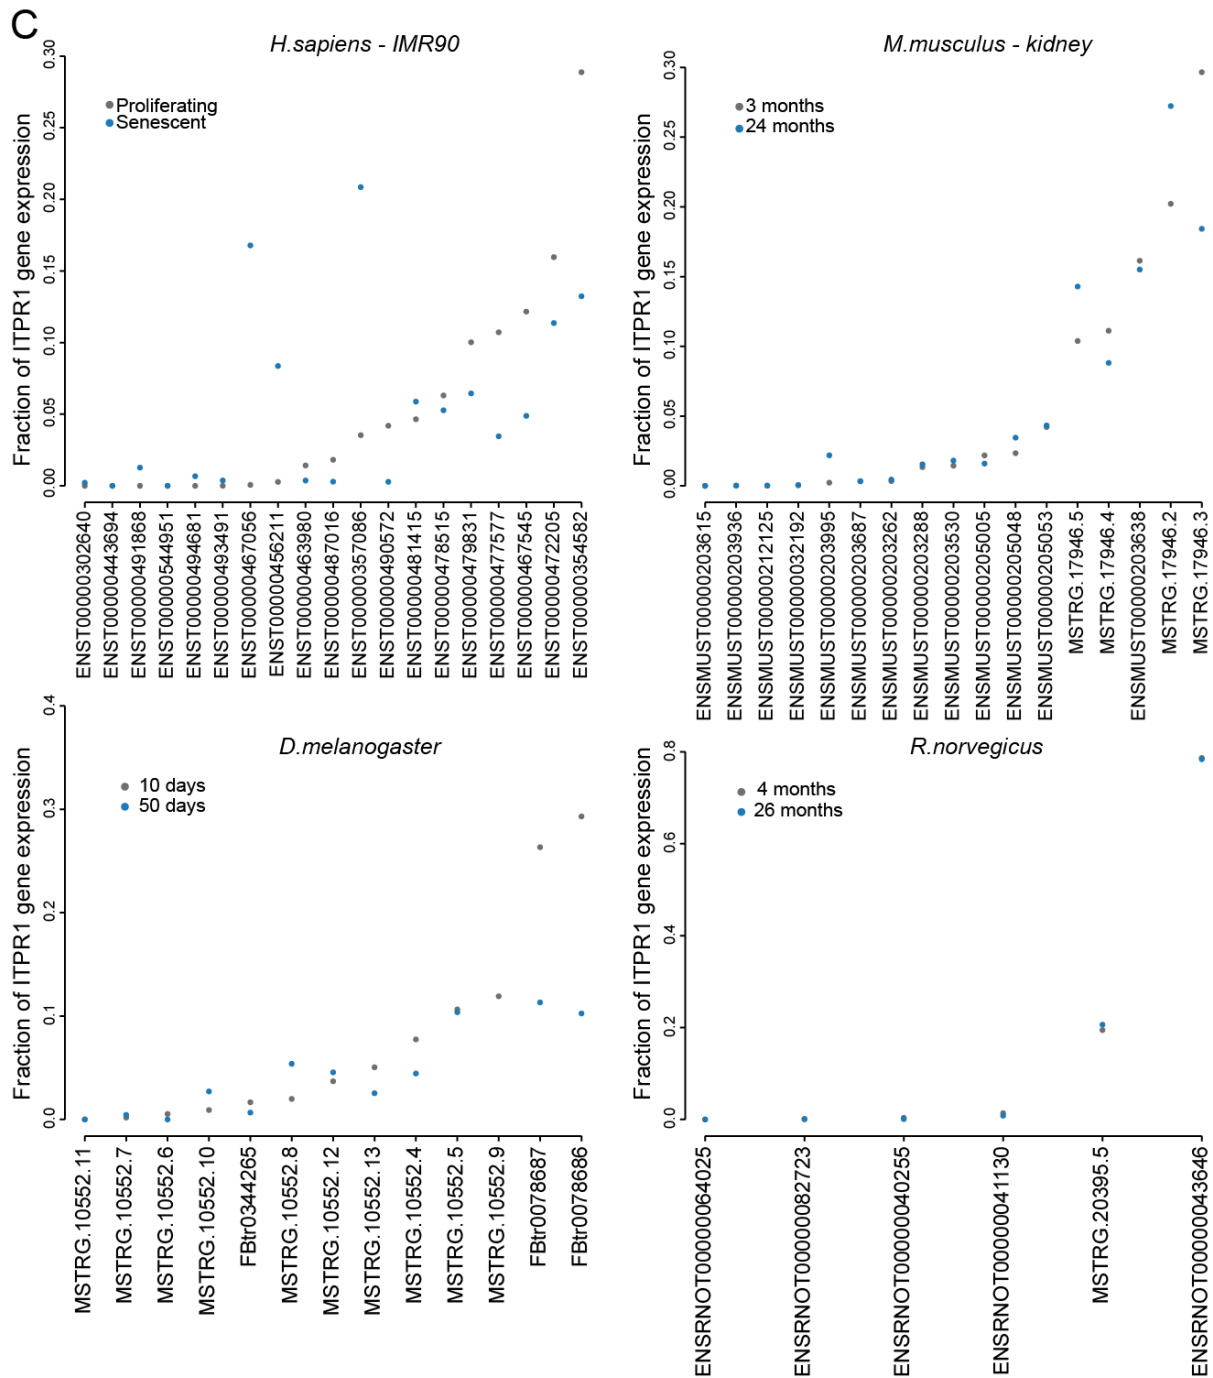 C
H.sapiens - IMR90
Fraction of ITPR1 gene expression
0.30
0.25
0.20
0.15
0.10
0.05
0.00
Proliferating
Senescent
ENST00000302640
ENST00000443694
ENST00000491868
ENST00000544951
ENST00000494681
ENST00000493491
ENST00000467056
ENST00000456211
ENST00000463980
ENST00000487016
ENST00000357086
ENST00000490572
ENST00000481415
ENST00000478515
ENST00000479831
ENST00000477577
ENST00000467545
ENST00000472205
ENST00000354582
M.musculus - kidney
Fraction of ITPR1 gene expression
0.30
0.25
0.20
0.15
0.10
0.05
0.00
3 months
24 months
ENSMUST00000203615
ENSMUST00000203936
ENSMUST00000212125
ENSMUST00000032192
ENSMUST00000203995
ENSMUST00000203687
ENSMUST00000203262
ENSMUST00000203288
ENSMUST00000203530
ENSMUST00000205005
ENSMUST00000205048
ENSMUST00000205053
MSTRG.17946.5
MSTRG.17946.4
ENSMUST00000203638
MSTRG.17946.2
MSTRG.17946.3
D.melanogaster
Fraction of ITPR1 gene expression
0.4
0.3
0.2
0.1
0.0
10 days
50 days
MSTRG.10552.11
MSTRG.10552.7
MSTRG.10552.6
MSTRG.10552.10
FBtr0344265
MSTRG.10552.8
MSTRG.10552.12
MSTRG.10552.13
MSTRG.10552.4
MSTRG.10552.5
MSTRG.10552.9
FBtr0078687
FBtr0078686
R.norvegicus
Fraction of ITPR1 gene expression
0.8
0.6
0.4
0.2
0.0
4 months
26 months
ENSRNOT00000064025
ENSRNOT00000082723
ENSRNOT00000040255
ENSRNOT00000041130
MSTRG.20395.5
ENSRNOT00000043646